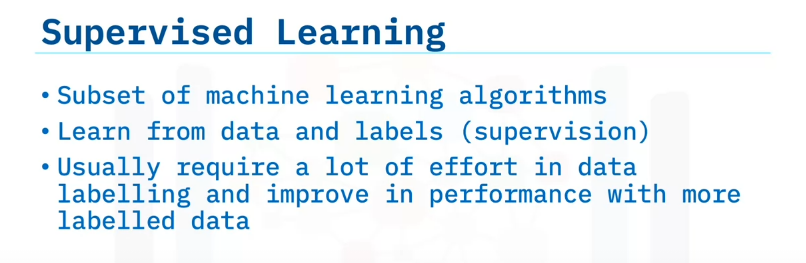 Supervised Learning
• Subset of machine learning algorithms
• Learn from data and labels (supervision)
• Usually require a lot of effort in data
labelling and improve in performance with more
labelled data